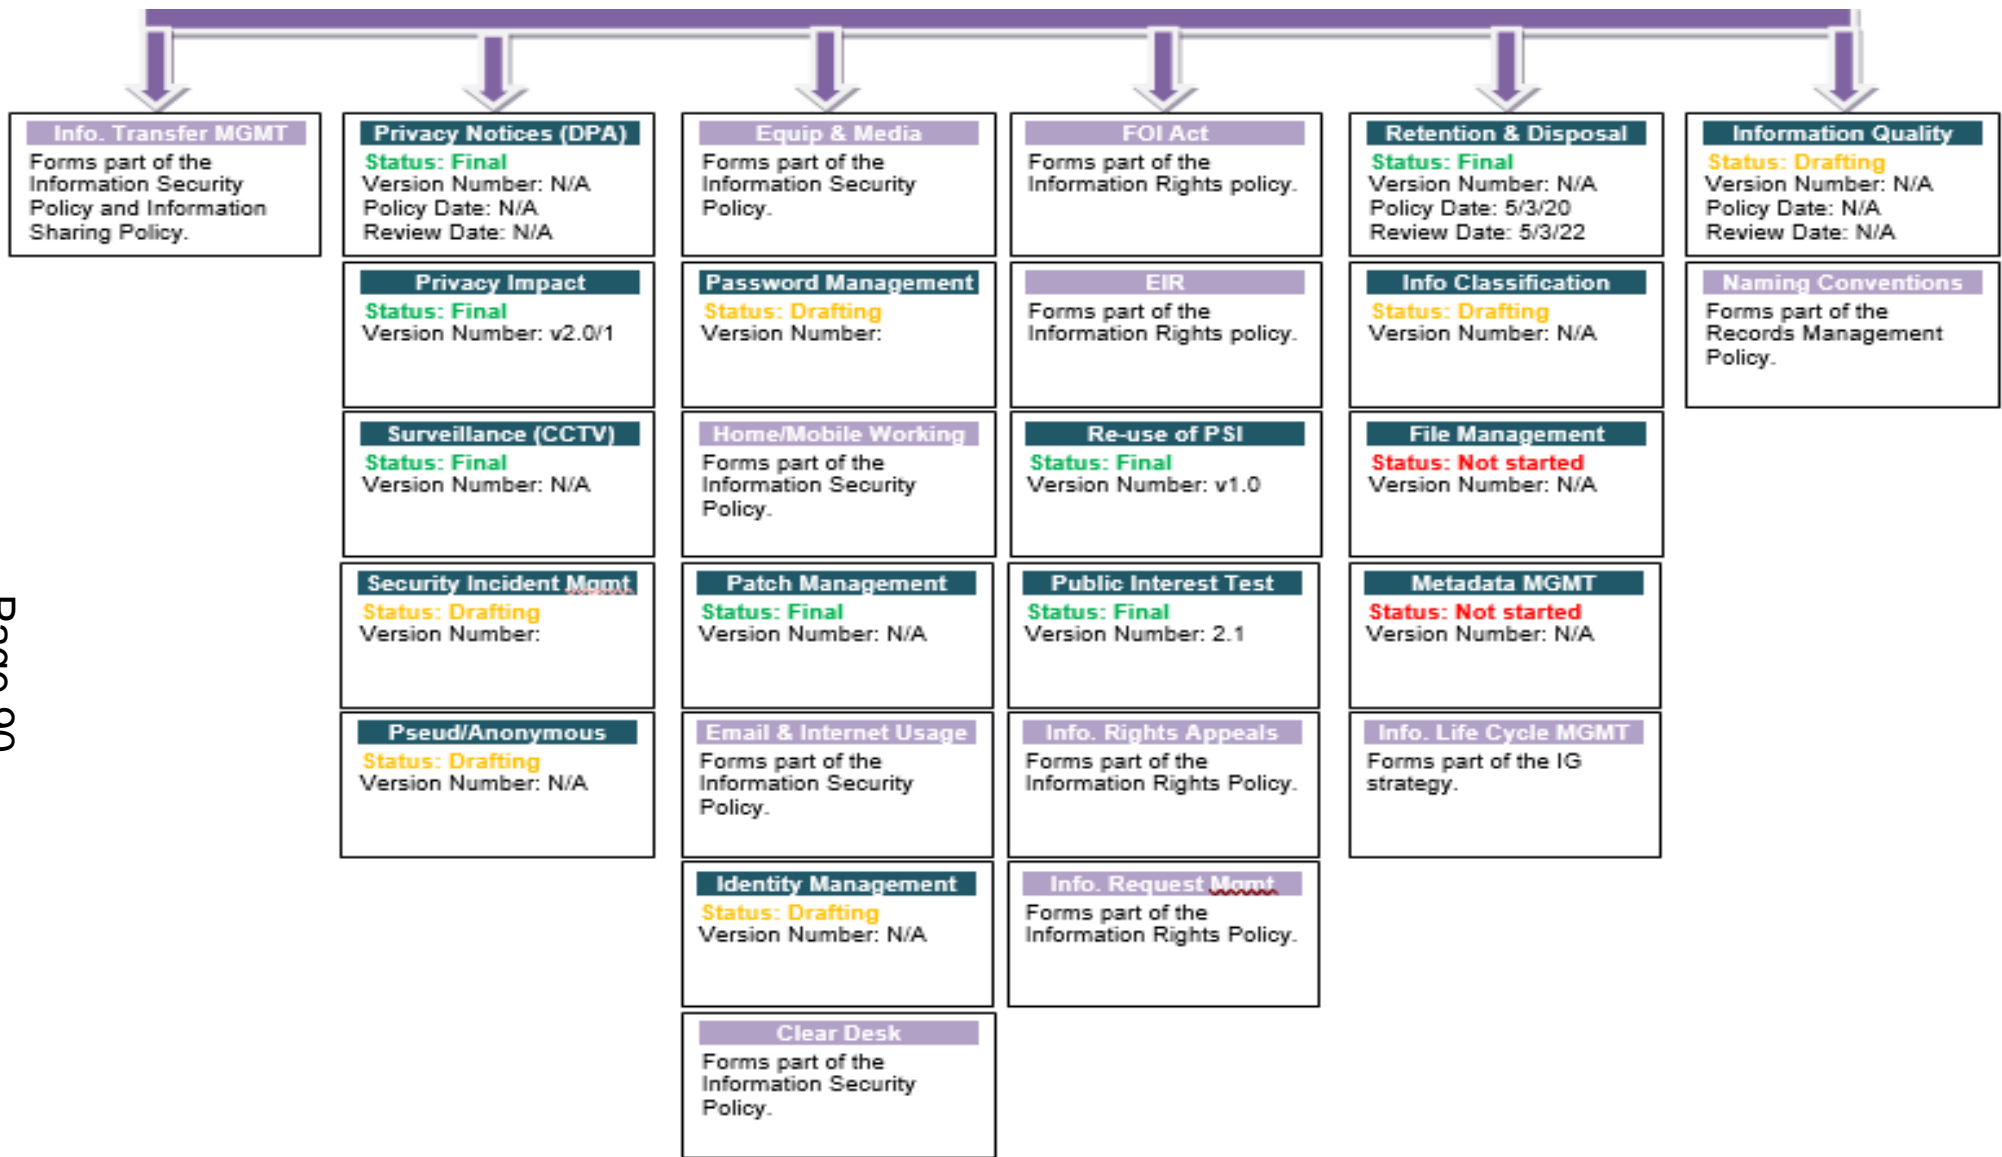 Info. Transfer MGMT
Forms part of the
Information Security
Policy and Information
Sharing Policy.
Privacy Notices (DPA)
Status: Final
Version Number: N/A
Policy Date: N/A
Review Date: N/A
Privacy Impact
Status: Final
Version Number: v2.0/1
Surveillance (CCTV)
Status: Final
Version Number: N/A
Security Incident Mgmt
Status: Drafting
Version Number:
Pseud/Anonymous
Status: Drafting
Version Number: N/A
Equip & Media
Forms part of the
Information Security
Policy.
Password Management
Status: Drafting
Version Number:
Home/Mobile Working
Forms part of the
Information Security
Policy.
Patch Management
Status: Final
Version Number: N/A
Email & Internet Usage
Forms part of the
Information Security
Policy.
Identity Management
Status: Drafting
Version Number: N/A
Clear Desk
Forms part of the
Information Security
Policy.
FOI Act
Forms part of the
Information Rights policy.
EIR
Forms part of the
Information Rights policy.
Re-use of PSI
Status: Final
Version Number: v1.0
Public Interest Test
Status: Final
Version Number: 2.1
Info. Rights Appeals
Forms part of the
Information Rights Policy.
Info. Request Mgmt
Forms part of the
Information Rights Policy.
Retention & Disposal
Status: Final
Version Number: N/A
Policy Date: 5/3/20
Review Date: 5/3/22
Info Classification
Status: Drafting
Version Number: N/A
File Management
Status: Not started
Version Number: N/A
Metadata MGMT
Status: Not started
Version Number: N/A
Info. Life Cycle MGMT
Forms part of the IG
strategy.
Information Quality
Status: Drafting
Version Number: N/A
Policy Date: N/A
Review Date: N/A
Naming Conventions
Forms part of the
Records Management
Policy.
Page